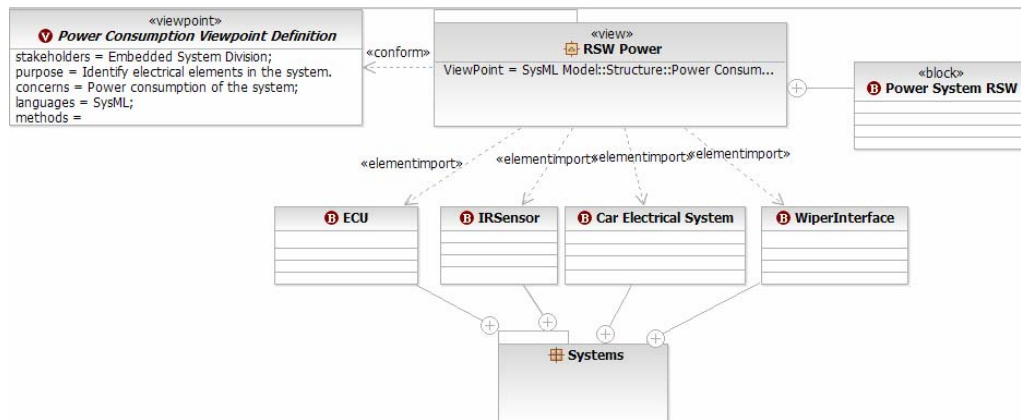 «viewpoint»
V Power Consumption Viewpoint Definition
stakeholders = Embedded System Division;
purpose = Identify electrical elements in the system.
concerns = Power consumption of the system;
languages = SysML;
methods =
«conform»
«view»
RSW Power
ViewPoint = SysML Model::Structure::Power Consum...
«block»
B Power System RSW
«elementimport»
«elementimport»
«elementimport»
«elementimport»
B ECU
B IRSensor
B Car Electrical System
B WiperInterface
Systems